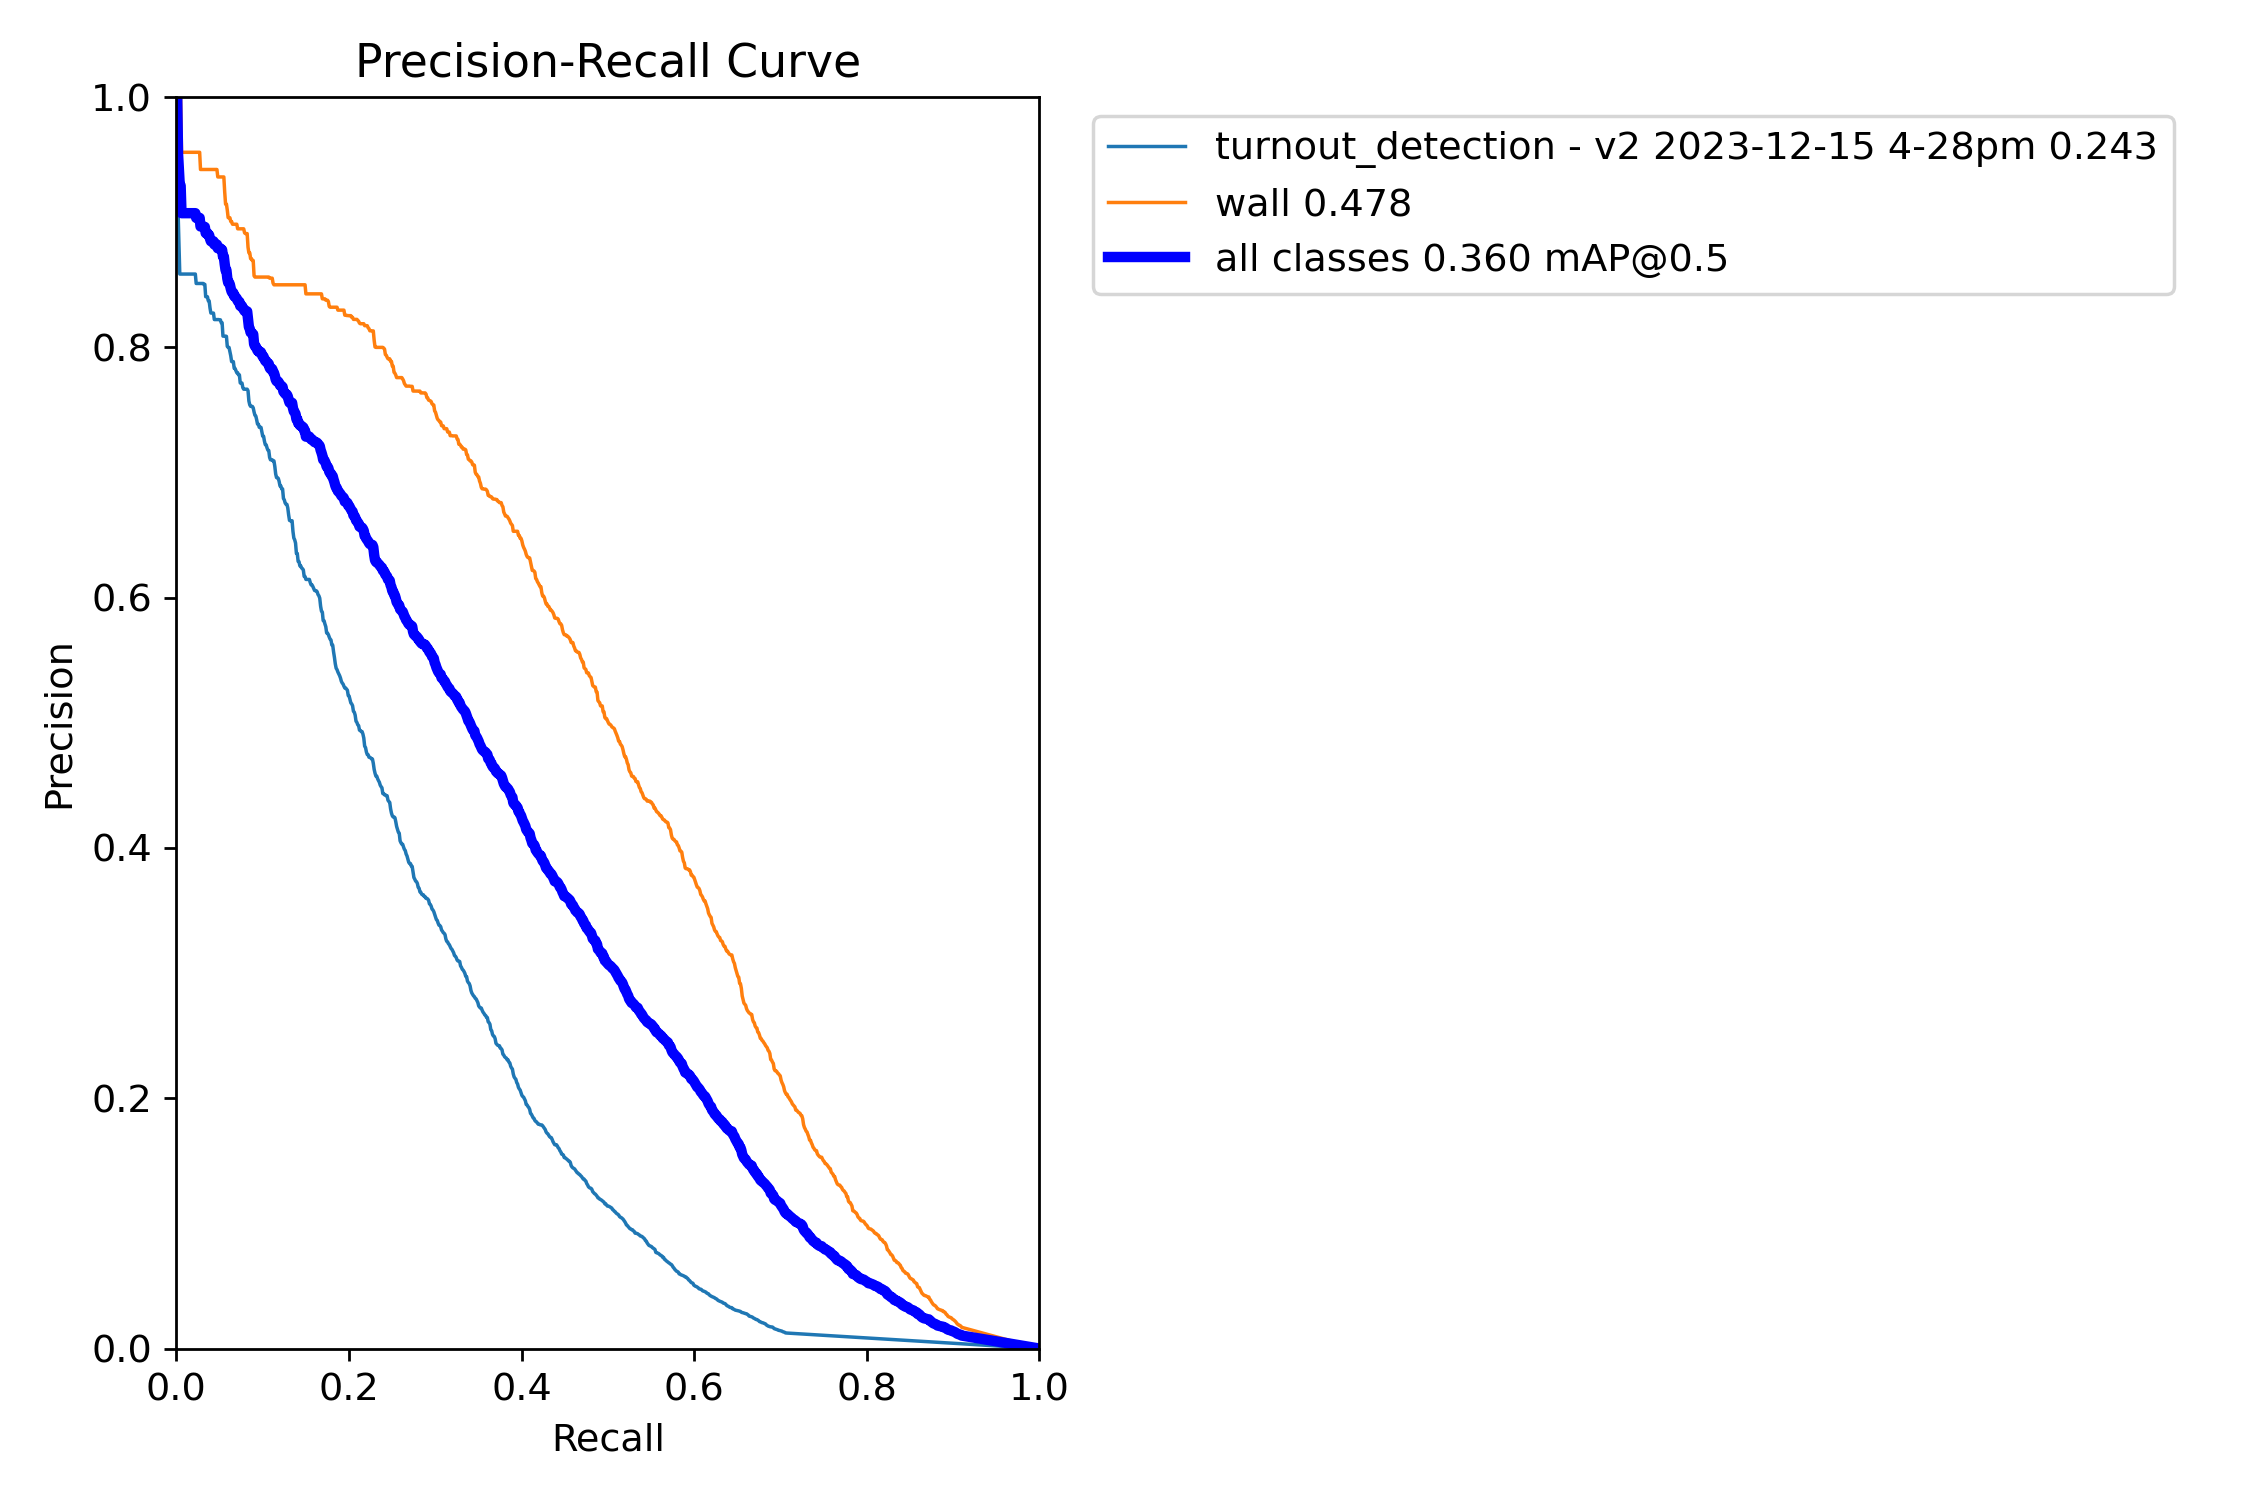 Precision-Recall Curve
1.0
0.8
0.6
0.4
0.2
0.0
Precision
0.0 0.2 0.4 0.6 0.8 1.0
Recall
turnout_detection - v2 2023-12-15 4-28pm 0.243
wall 0.478
all classes 0.360 mAP@0.5